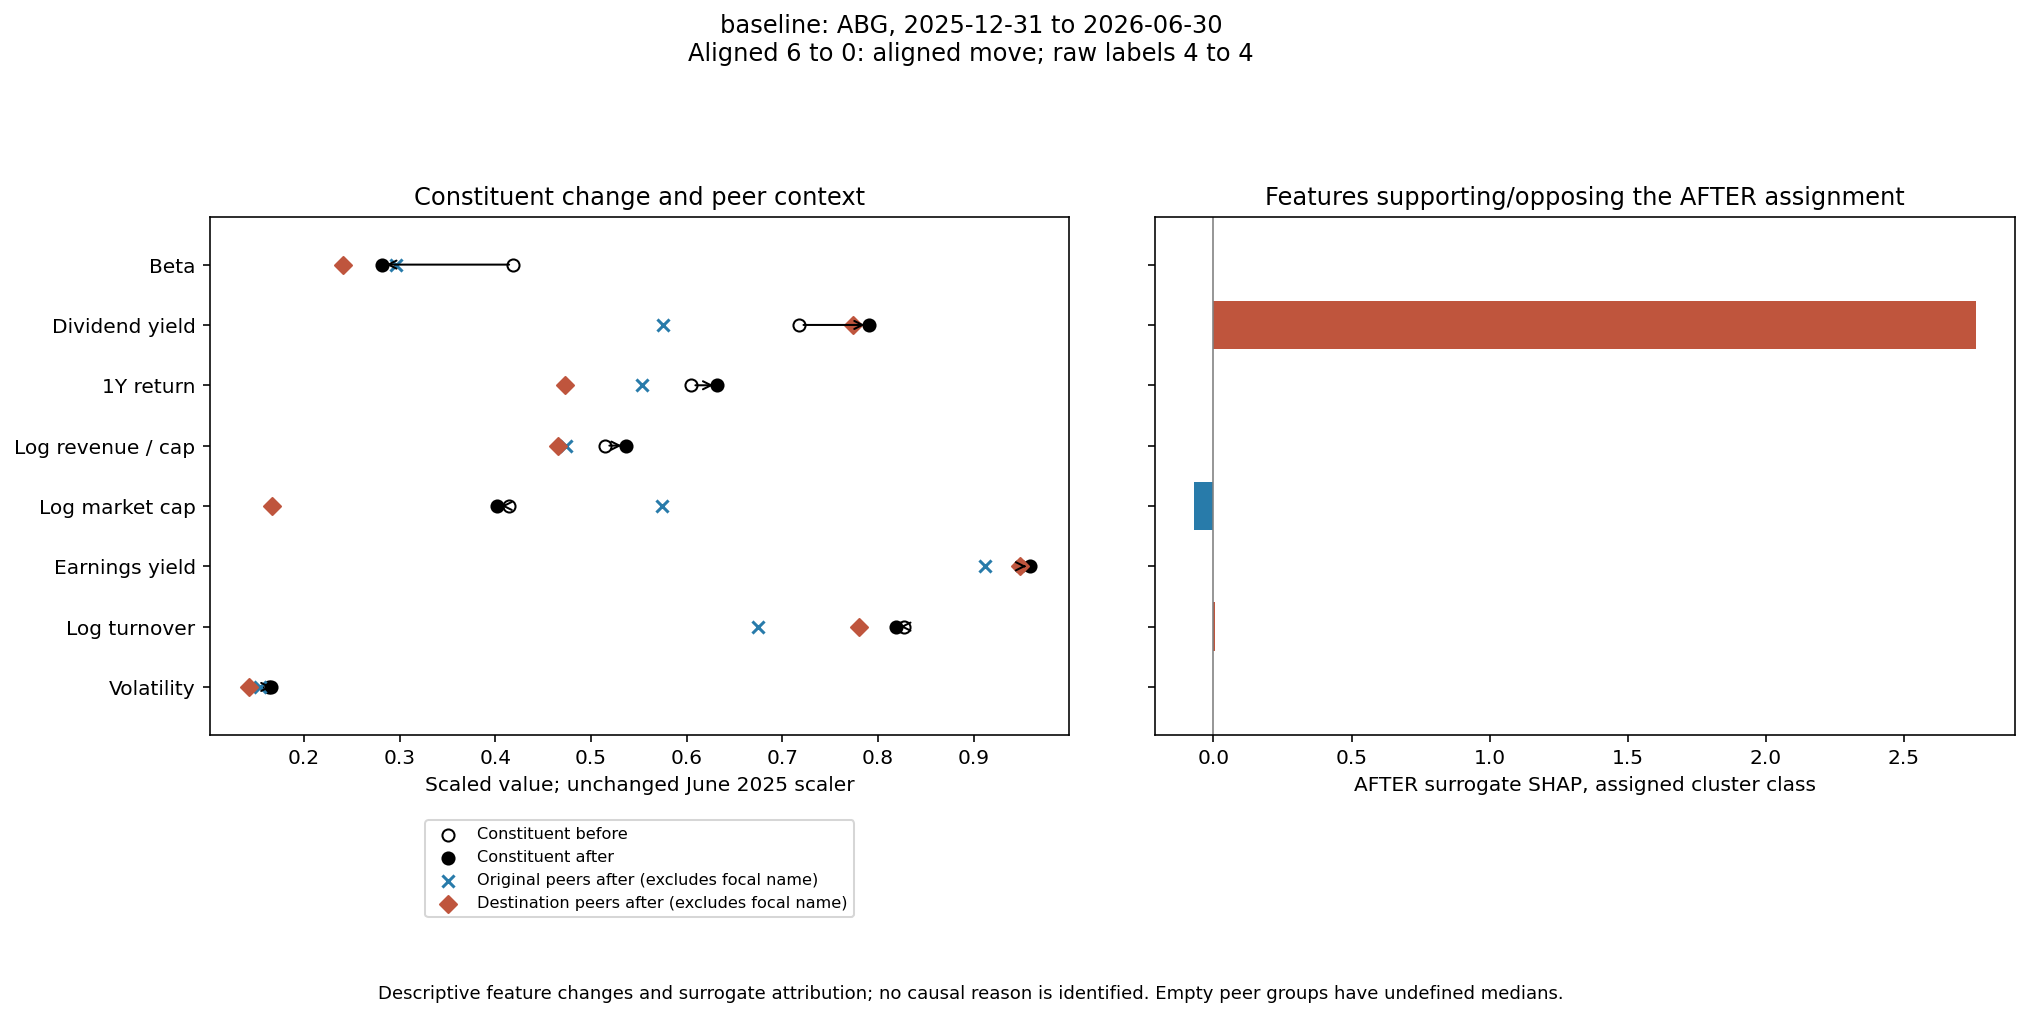 baseline: ABG, 2025-12-31 to 2026-06-30
Aligned 6 to 0: aligned move; raw labels 4 to 4
Constituent change and peer context
Beta
Dividend yield
1Y return
Log revenue / cap
Log market cap
Earnings yield
Log turnover
Volatility
0.2 0.3 0.4 0.5 0.6 0.7 0.8 0.9
Scaled value; unchanged June 2025 scaler
Constituent before
Constituent after
Original peers after (excludes focal name)
Destination peers after (excludes focal name)
Features supporting/opposing the AFTER assignment
0.0 0.5 1.0 1.5 2.0 2.5
AFTER surrogate SHAP, assigned cluster class
Descriptive feature changes and surrogate attribution; no causal reason is identified. Empty peer groups have undefined medians.